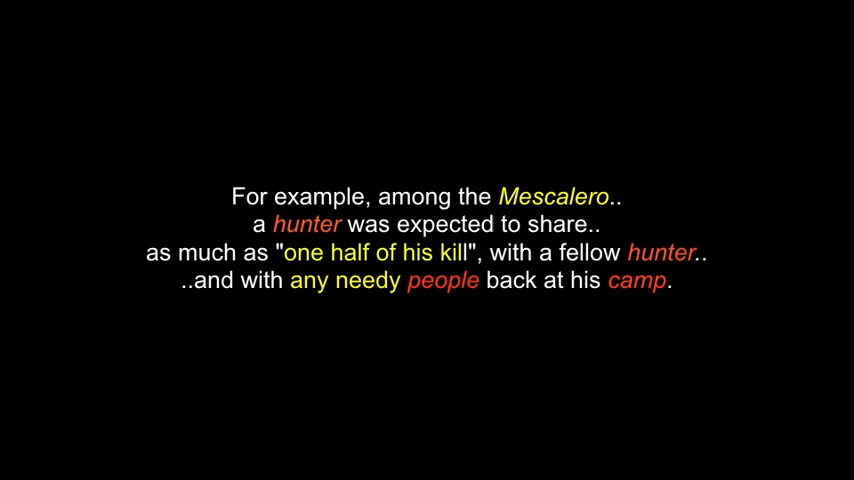 For example, among the Mescalero..
a hunter was expected to share..
as much as "one half of his kill", with a fellow hunter..
..and with any needy people back at his camp.